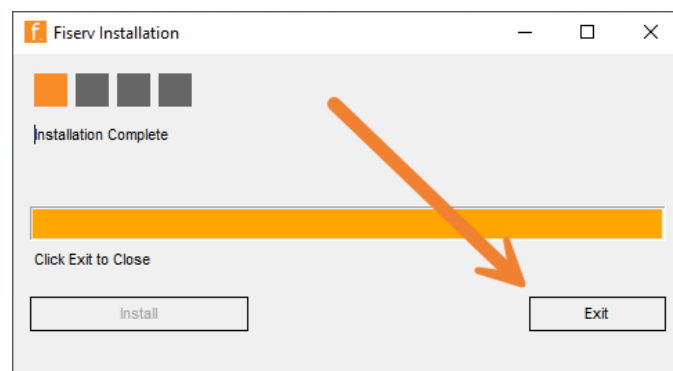 f. Fiserv Installation
Installation Complete
Click Exit to Close
Install
Exit